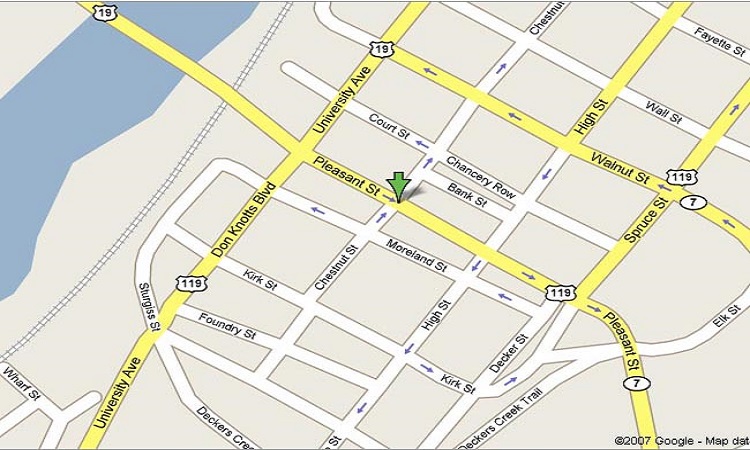 19
Chestnut
Fayette St
19
University Ave
High St
Wall St
Court St
Chancery Row
Walnut St
119
7
Pleasant St
Bank St
Don Knotts Blvd
Spruce St
Moreland St
Chestnut St
Kirk St
119
119
Sturgiss St
High St
Foundry St
Decker St
Pleasant St
Elk St
Wharf St
University Ave
Kirk St
7
Deckers Cree
Deckers Creek Trail
e St
©2007 Google - Map dat